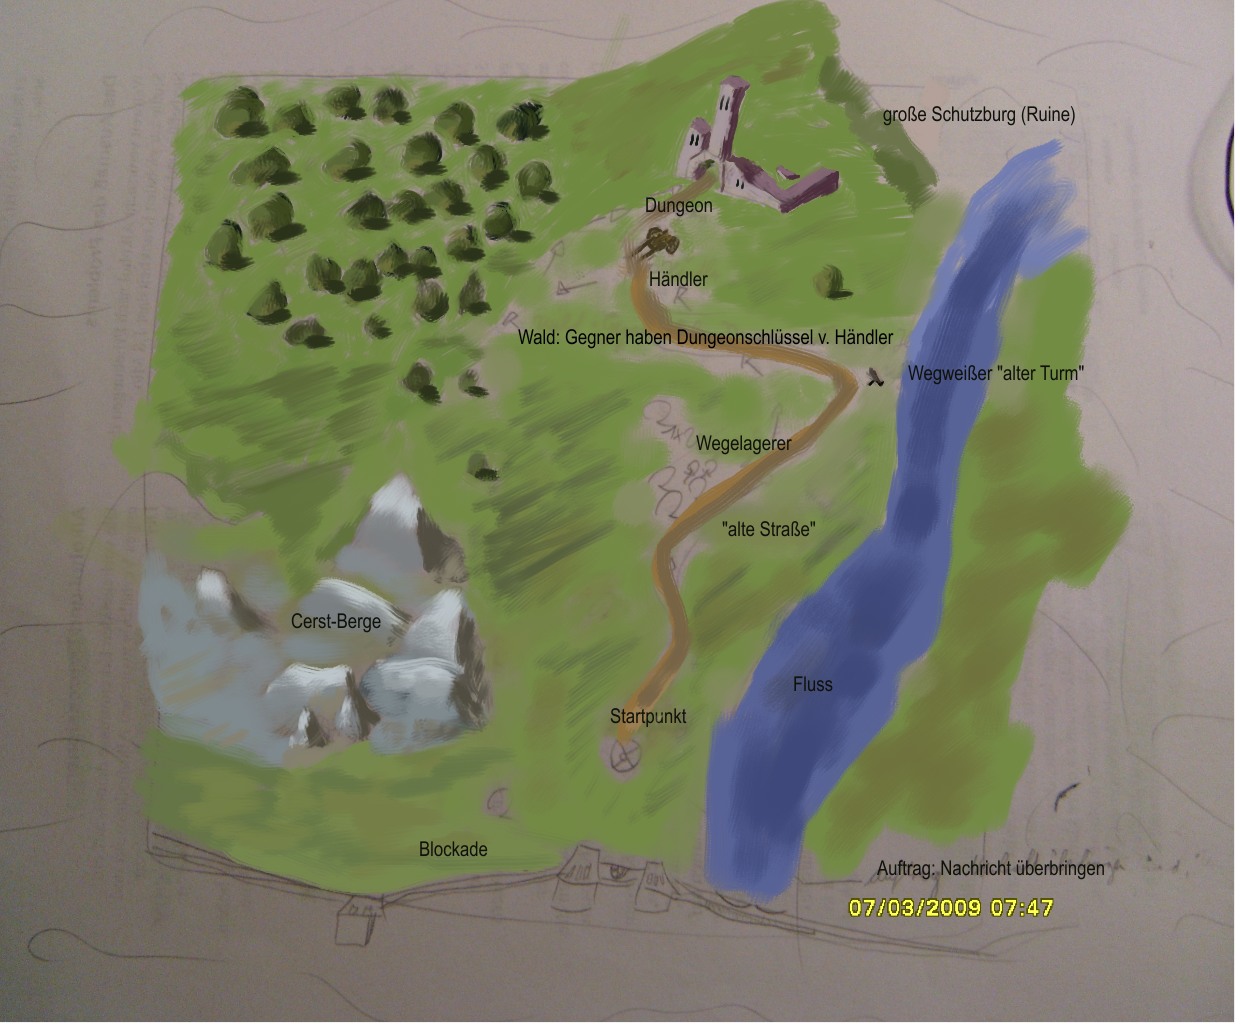 große Schutzburg (Ruine)
Dungeon
Händler
Wald: Gegner haben Dungeonschlüssel v. Händler
Wegweißer "alter Turm"
Wegelagerer
"alte Straße"
Cerst-Berge
Fluss
Startpunkt
Blockade
Auftrag: Nachricht überbringen
07/03/2009 07:47